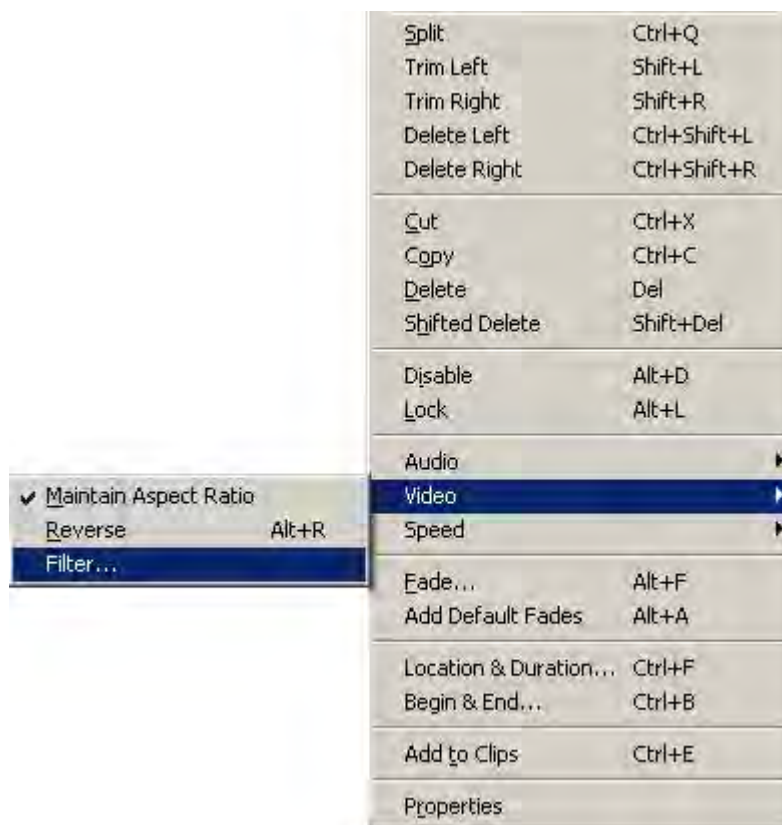 Split Ctrl+Q
Trim Left Shift+L
Trim Right Shift+R
Delete Left Ctrl+Shift+L
Delete Right Ctrl+Shift+R
Cut Ctrl+X
Copy Ctrl+C
Delete Del
Shifted Delete Shift+Del
Disable Alt+D
Lock Alt+L
Audio
Video
Speed
Fade... Alt+F
Add Default Fades Alt+A
Location & Duration... Ctrl+F
Begin & End... Ctrl+B
Add to Clips Ctrl+E
Properties
Maintain Aspect Ratio
Reverse Alt+R
Filter...